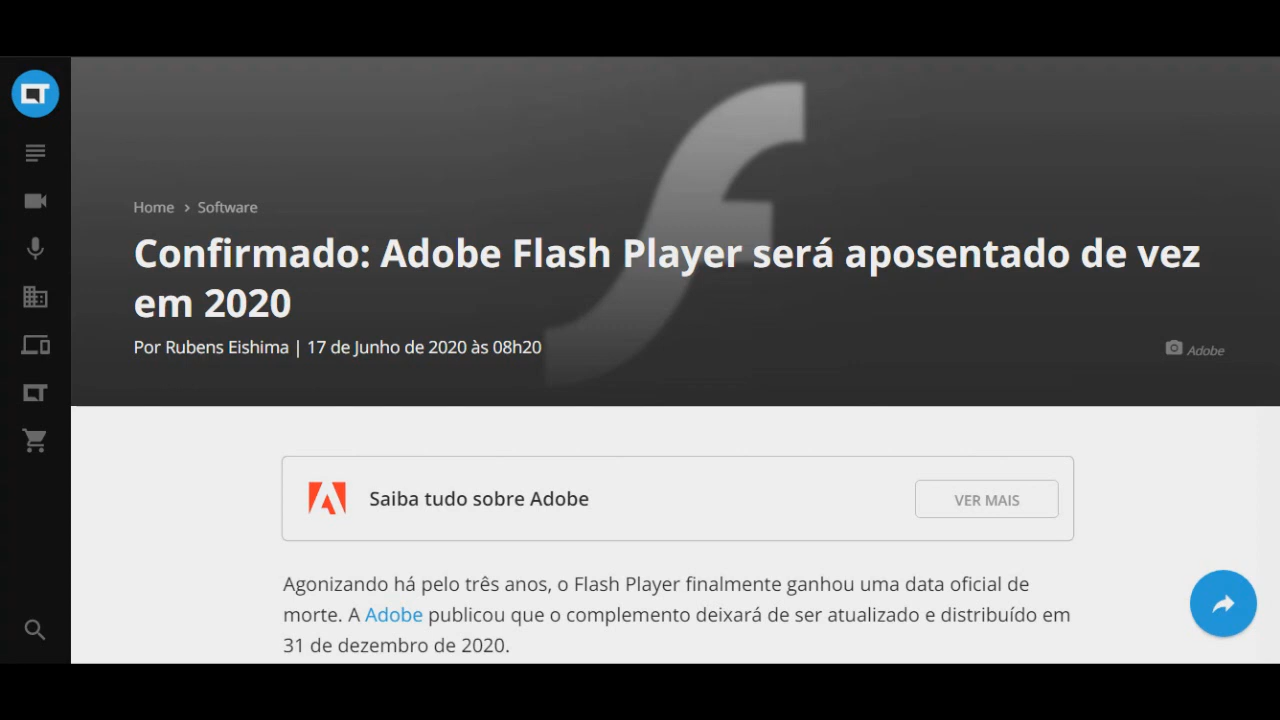 Home › Software
Confirmado: Adobe Flash Player será aposentado de vez
em 2020
Por Rubens Eishima | 17 de Junho de 2020 às 08h20
Adobe
Saiba tudo sobre Adobe
VER MAIS
Agonizando há pelo três anos, o Flash Player finalmente ganhou uma data oficial de
morte. A Adobe publicou que o complemento deixará de ser atualizado e distribuído em
31 de dezembro de 2020.